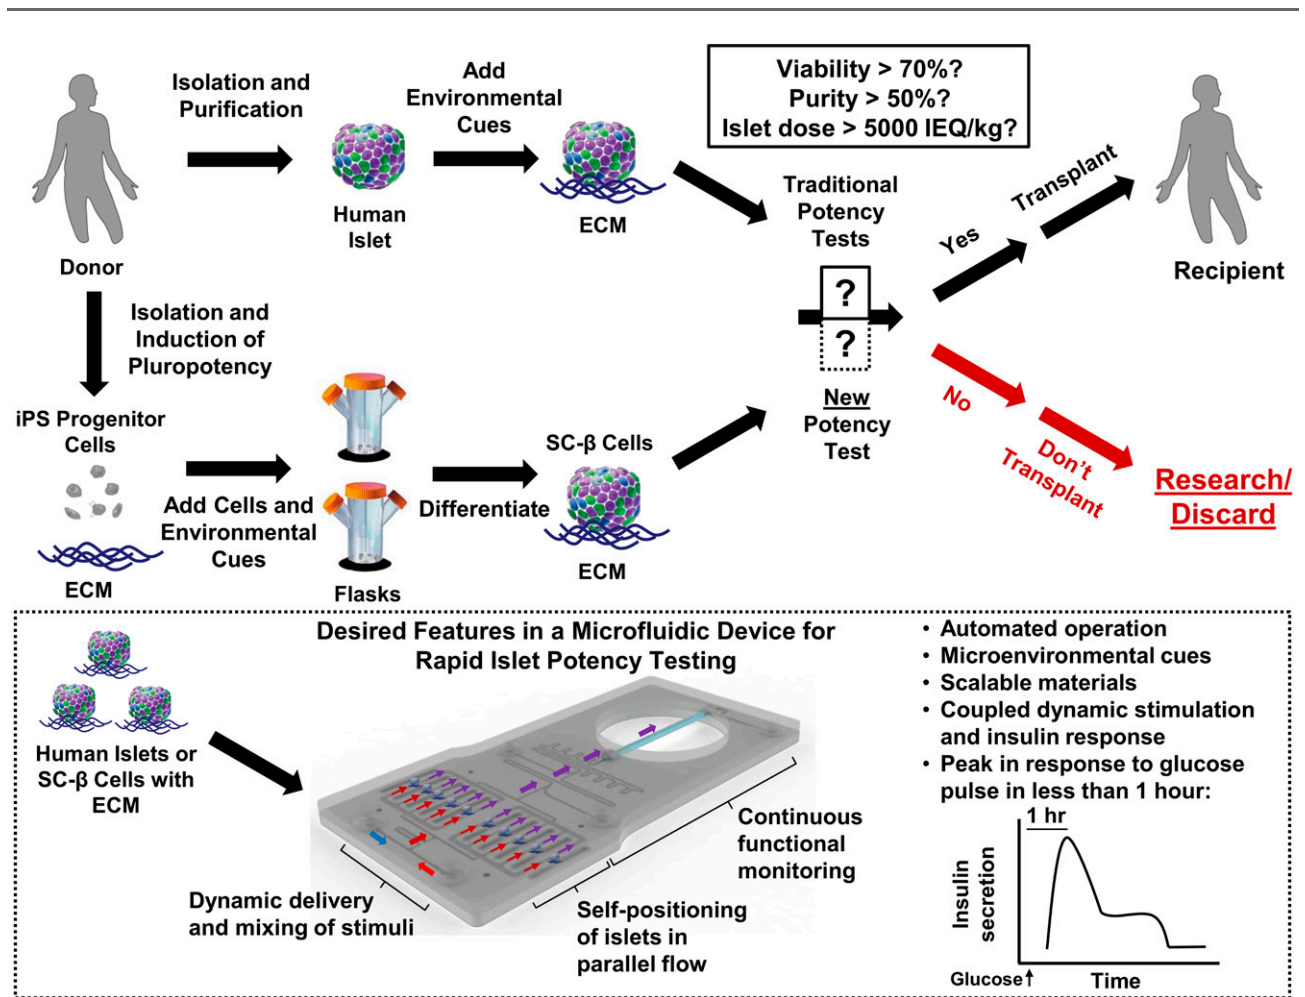 Isolation and
Purification
Add
Environmental
Cues
Viability > 70%?
Purity > 50%?
Islet dose > 5000 IEQ/kg?
Donor
Human
Islet
ECM
Traditional
Potency
Tests
Yes
Transplant
Recipient
Isolation and
Induction of
Pluropotency
?
?
New
Potency
Test
No
Don't
Transplant
Research/
Discard
iPS Progenitor
Cells
ECM
Add Cells and
Environmental
Cues
Flasks
Differentiate
SC-β Cells
ECM
Desired Features in a Microfluidic Device for
Rapid Islet Potency Testing
Human Islets or
SC-β Cells with
ECM
Dynamic delivery
and mixing of stimuli
Self-positioning
of islets in
parallel flow
Continuous
functional
monitoring
• Automated operation
• Microenvironmental cues
• Scalable materials
• Coupled dynamic stimulation
and insulin response
• Peak in response to glucose
pulse in less than 1 hour:
1 hr
Insulin
secretion
Glucose
Time